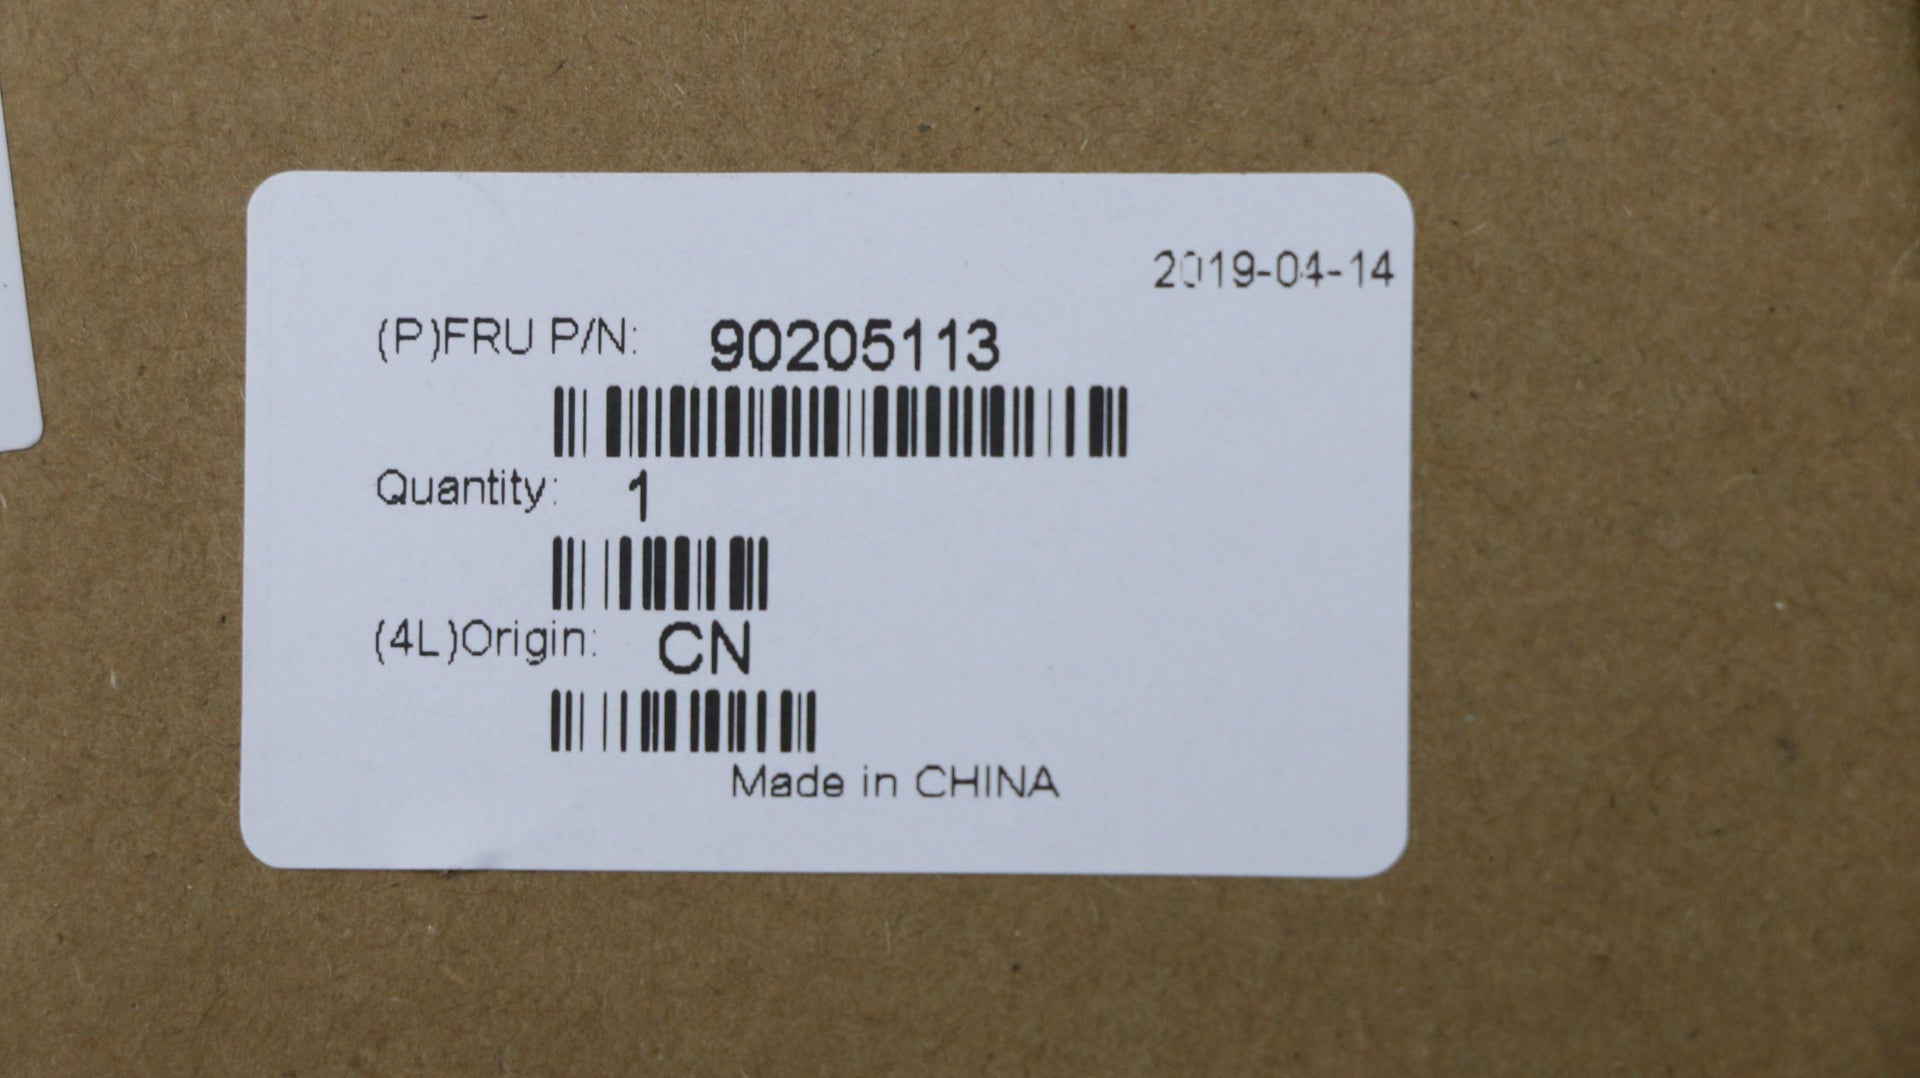 2019-04-14
(P)FRU P/N: 90205113
Quantity: 1
(4L)Origin: CN
Made in CHINA